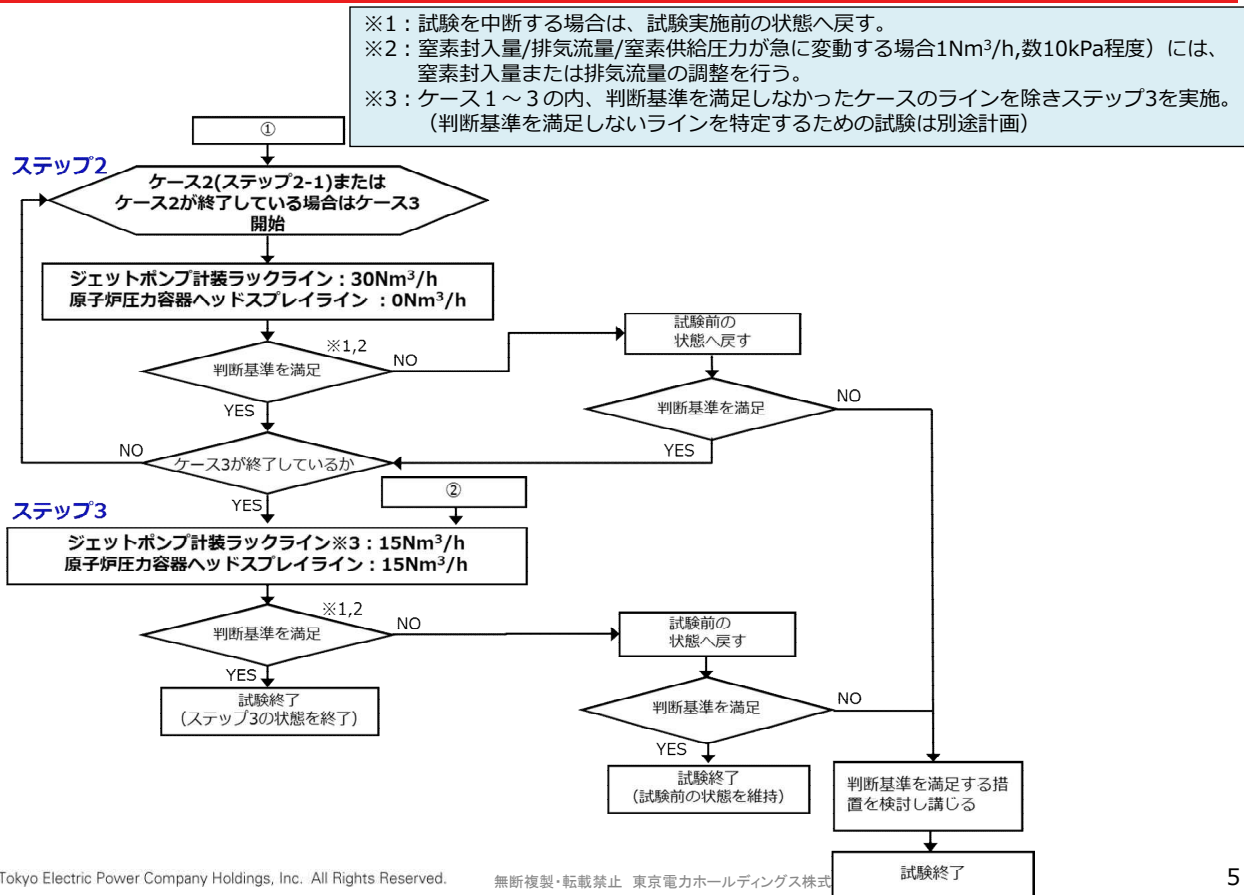 ※1：試験を中断する場合は、試験実施前の状態へ戻す。
※2：窒素封入量/排気流量/窒素供給圧力が急に変動する場合1Nm³/h,数10kPa程度）には、
窒素封入量または排気流量の調整を行う。
※3：ケース１～３の内、判断基準を満足しなかったケースのラインを除きステップ3を実施。
（判断基準を満足しないラインを特定するための試験は別途計画）
①
ステップ2
ケース2(ステップ2-1)または
ケース2が終了している場合はケース3
開始
ジェットポンプ計装ラックライン：30Nm³/h
原子炉圧力容器ヘッドスプレイライン ：0Nm³/h
※1,2
判断基準を満足
NO
YES
試験前の
状態へ戻す
判断基準を満足
NO
YES
ケース3が終了しているか
NO
YES
②
ステップ3
ジェットポンプ計装ラックライン※3：15Nm³/h
原子炉圧力容器ヘッドスプレイライン：15Nm³/h
※1,2
判断基準を満足
NO
YES
試験終了
（ステップ3の状態を終了）
試験前の
状態へ戻す
判断基準を満足
NO
YES
試験終了
（試験前の状態を維持）
判断基準を満足する措
置を検討し講じる
試験終了
Tokyo Electric Power Company Holdings, Inc. All Rights Reserved.
無断複製・転載禁止 東京電力ホールディングス株式
5